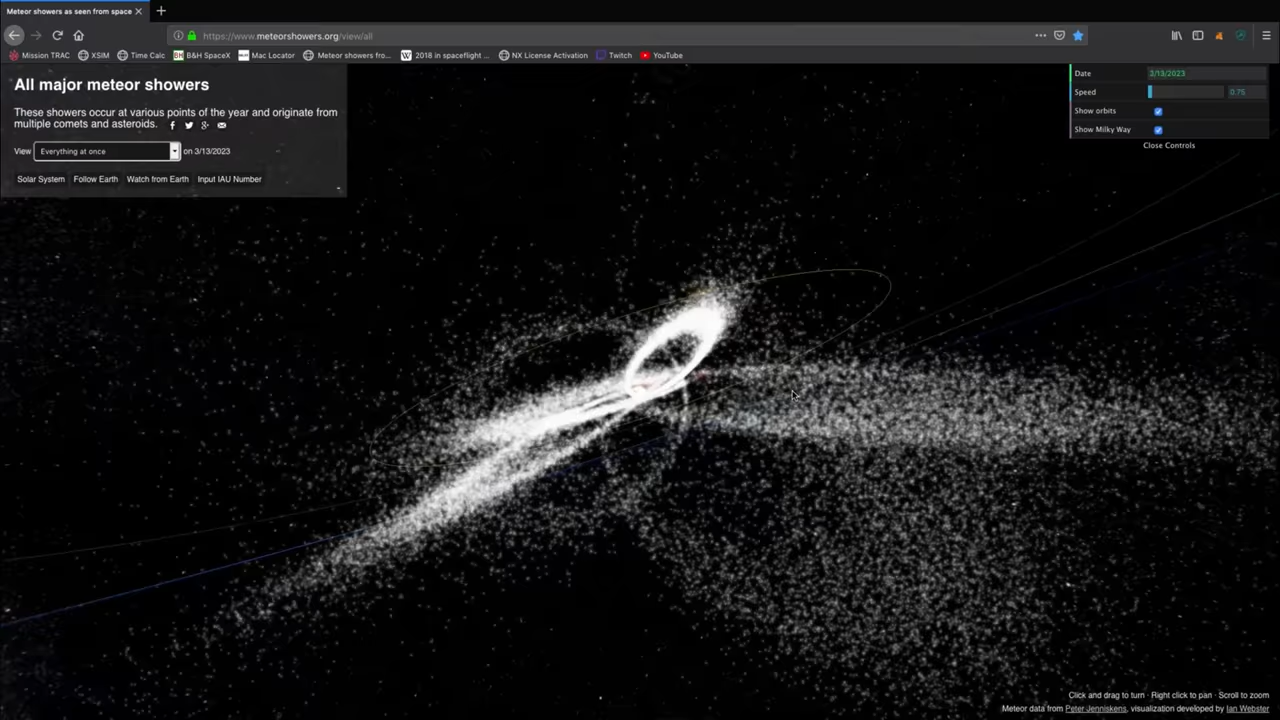 Meteor showers as seen from space
https://www.meteorshowers.org/view/all
Mission TRAC XSIM Time Calc B&H SpaceX Mac Locator Meteor showers fro... 2018 in spaceflight ... NX License Activation Twitch YouTube
All major meteor showers
These showers occur at various points of the year and originate from
multiple comets and asteroids.
View Everything at once on 3/13/2023
Solar System Follow Earth Watch from Earth Input IAU Number
Date 3/13/2023
Speed 0.75
Show orbits
Show Milky Way
Close Controls
Click and drag to turn · Right click to pan · Scroll to zoom
Meteor data from Peter Jenniskens, visualization developed by Ian Webster